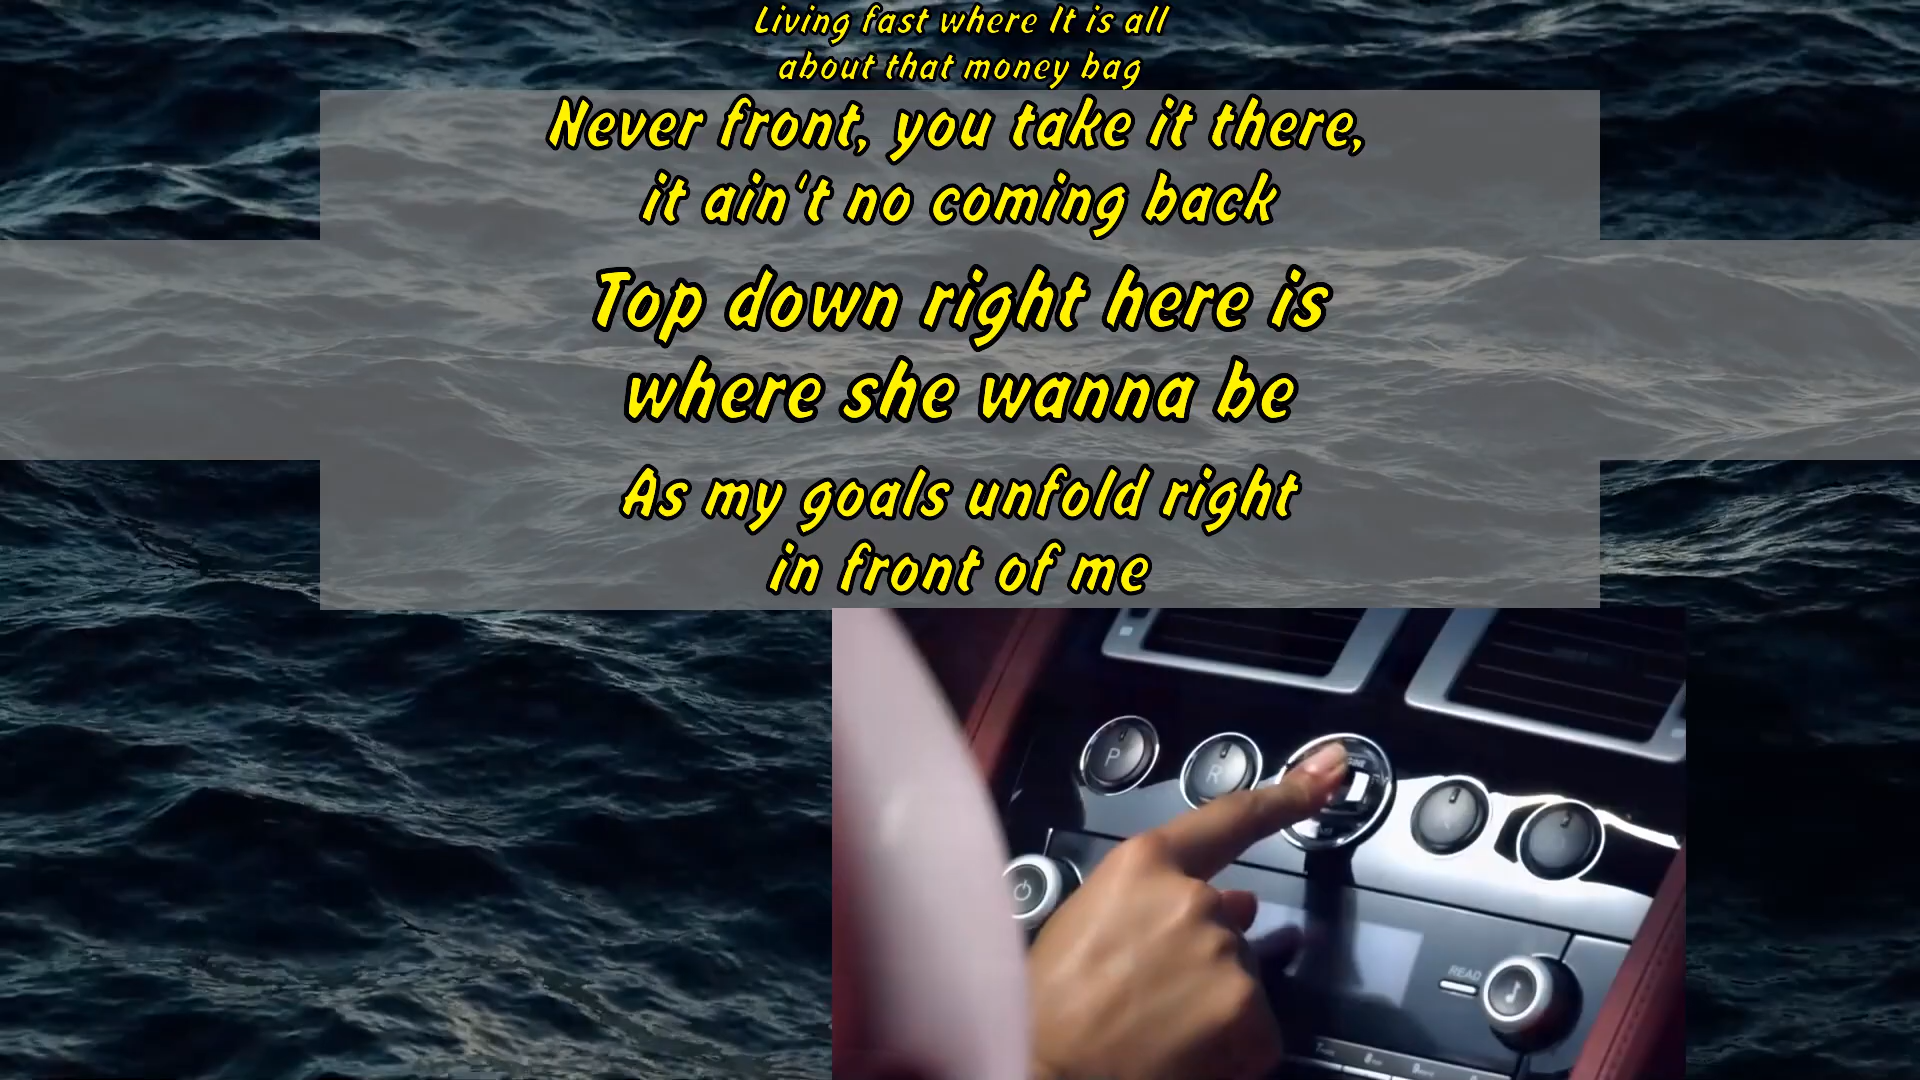 Living fast where It is all
about that money bag
Never front, you take it there,
it ain't no coming back
Top down right here is
where she wanna be
As my goals unfold right
in front of me
P
R
READ